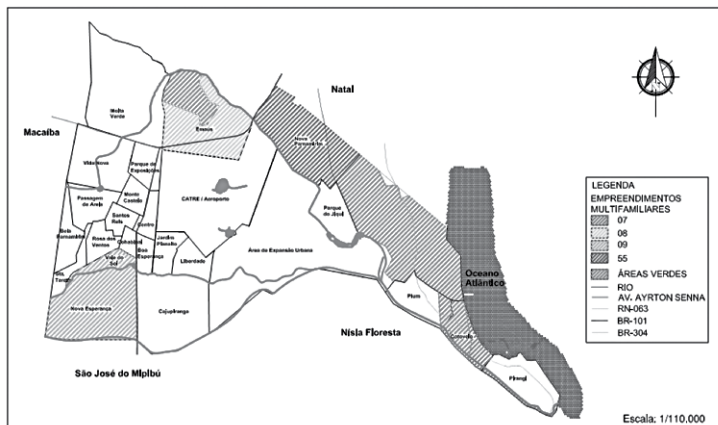 Natal
Macaíba
Emaús
Vida Nova
Parque de Exposições
Nova Parnamirim
Passagem de Areia
Monte Castelo
CATRE / Aeroporto
Parque do Jiqui
Santos Reis
Bela Parnamirim
Rosa dos Ventos
Cohabinal
Centro
Boa Esperança
Jardim Planalto
Liberdade
Área de Expansão Urbana
Vale do Sol
Nova Esperança
Cajupiranga
Pium
Oceano
Atlântico
Nísia Floresta
Pirangi
São José do Mipibú
LEGENDA
EMPREENDIMENTOS
MULTIFAMILIARES
07
08
09
55
ÁREAS VERDES
RIO
AV. AYRTON SENNA
RN-063
BR-101
BR-304
Escala: 1/110.000